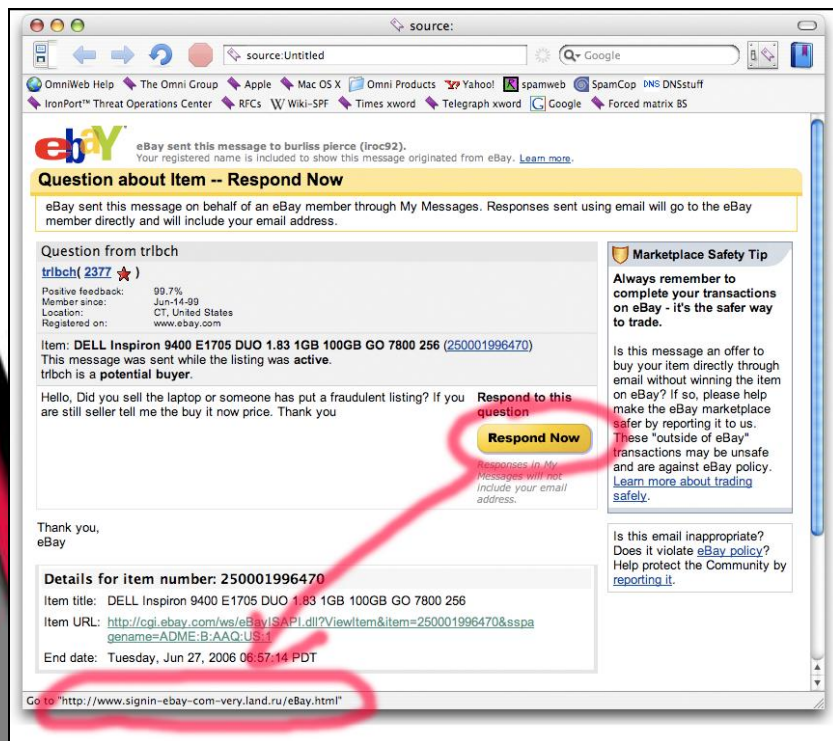 source:
source:Untitled
Google
OmniWeb Help The Omni Group Apple Mac OS X Omni Products Yahoo! spamweb SpamCop DNS DNSstuff
IronPort™ Threat Operations Center RFCs W Wiki-SPF Times xword Telegraph xword G Google Forced matrix BS
ebY
eBay sent this message to burliss pierce (iroc92).
Your registered name is included to show this message originated from eBay. Learn more.
Question about Item -- Respond Now
eBay sent this message on behalf of an eBay member through My Messages. Responses sent using email will go to the eBay
member directly and will include your email address.
Question from trlbch
trlbch( 2377 )
Positive feedback: 99.7%
Member since: Jun-14-99
Location: CT, United States
Registered on: www.ebay.com
Item: DELL Inspiron 9400 E1705 DUO 1.83 1GB 100GB GO 7800 256 (250001996470)
This message was sent while the listing was active.
trlbch is a potential buyer.
Hello, Did you sell the laptop or someone has put a fraudulent listing? If you
are still seller tell me the buy it now price. Thank you
Respond to this
question
Respond Now
Responses in My
Messages will not
include your email
address.
Marketplace Safety Tip
Always remember to
complete your transactions
on eBay - it's the safer way
to trade.
Is this message an offer to
buy your item directly through
email without winning the item
on eBay? If so, please help
make the eBay marketplace
safer by reporting it to us.
These "outside of eBay"
transactions may be unsafe
and are against eBay policy.
Learn more about trading
safely.
Is this email inappropriate?
Does it violate eBay policy?
Help protect the Community by
reporting it.
Thank you,
eBay
Details for item number: 250001996470
Item title: DELL Inspiron 9400 E1705 DUO 1.83 1GB 100GB GO 7800 256
Item URL: http://cgi.ebay.com/ws/eBayISAPI.dll?ViewItem&item=250001996470&sspa
gename=ADME:B:AAQ:US:1
End date: Tuesday, Jun 27, 2006 06:57:14 PDT
Go to "http://www.signin-ebay-com-very.land.ru/eBay.html"